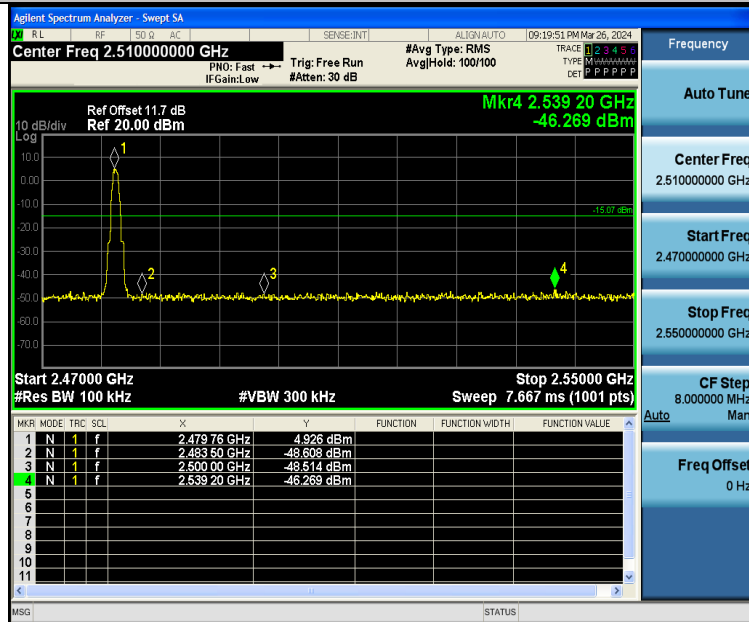 Agilent Spectrum Analyzer - Swept SA
RL RF 50 Ω AC SENSE:INT ALIGNAUTO 09:19:51 PM Mar 26, 2024
Center Freq 2.510000000 GHz
PNO: Fast
IFGain:Low
Trig: Free Run
#Atten: 30 dB
#Avg Type: RMS
Avg|Hold: 100/100
TRACE 1 2 3 4 5 6
TYPE M
DET P P P P P P
Mkr4 2.539 20 GHz
-46.269 dBm
Ref Offset 11.7 dB
10 dB/div Ref 20.00 dBm
Log
10.0
0.00
-10.0
-20.0
-30.0
-40.0
-50.0
-60.0
-70.0
1
2
3
4
-15.07 dBm
Start 2.47000 GHz Stop 2.55000 GHz
#Res BW 100 kHz #VBW 300 kHz Sweep 7.667 ms (1001 pts)
MKR MODE TRC SCL X Y FUNCTION FUNCTION WIDTH FUNCTION VALUE
1 N 1 f 2.479 76 GHz 4.926 dBm
2 N 1 f 2.483 50 GHz -48.608 dBm
3 N 1 f 2.500 00 GHz -48.514 dBm
4 N 1 f 2.539 20 GHz -46.269 dBm
5
6
7
8
9
10
11
MSG STATUS
Frequency
Auto Tune
Center Freq
2.510000000 GHz
Start Freq
2.470000000 GHz
Stop Freq
2.550000000 GHz
CF Step
8.000000 MHz
Auto Man
Freq Offset
0 Hz